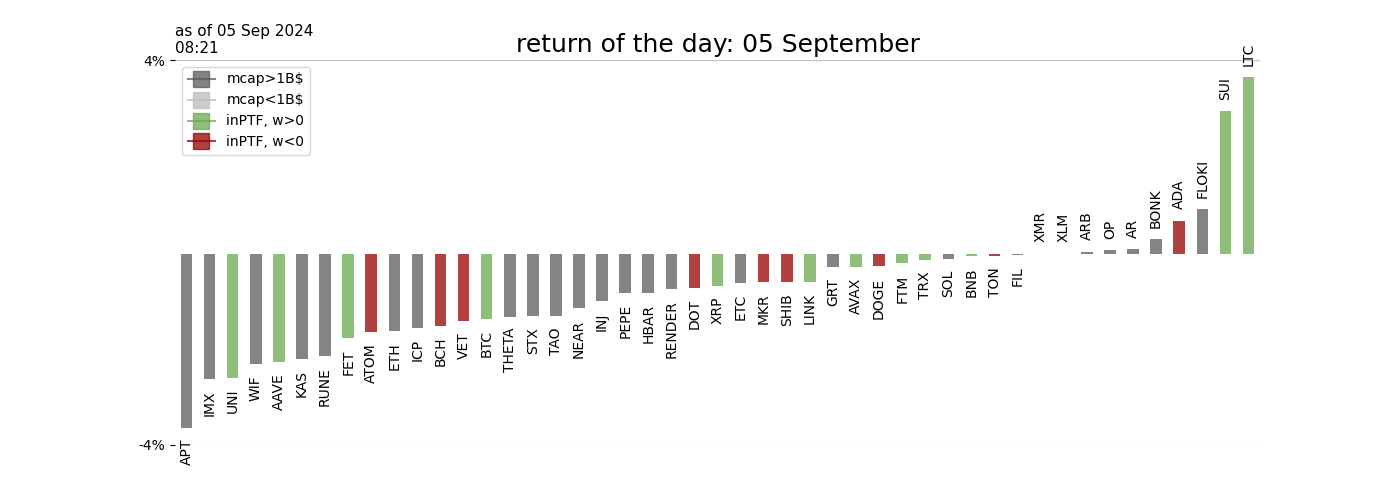 as of 05 Sep 2024
08:21
return of the day: 05 September
4%
mcap>1B$
mcap<1B$
inPTF, w>0
inPTF, w<0
-4%
APT
IMX
UNI
WIF
AAVE
KAS
RUNE
FET
ATOM
ETH
ICP
BCH
VET
BTC
THETA
STX
TAO
NEAR
INJ
PEPE
HBAR
RENDER
DOT
XRP
ETC
MKR
SHIB
LINK
GRT
AVAX
DOGE
FTM
TRX
SOL
BNB
TON
FIL
XMR
XLM
ARB
OP
AR
BONK
ADA
FLOKI
SUI
LTC